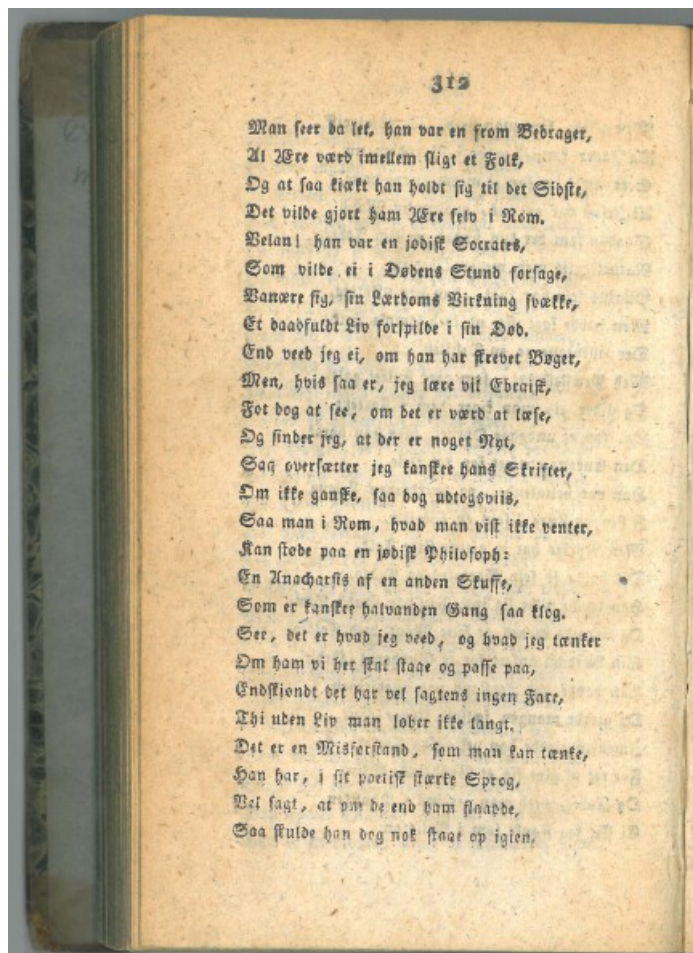 312
Man seer da let, han var en from Bedrager,
Al Ære værd imellem sligt et Folk,
Og at saa kiækt han holdt sig til det Sidste,
Det vilde gjort ham Ære selv i Rom.
Velan! han var en jødisk Socrates,
Som vilde ei i Dødens Stund forsage,
Vanære sig, sin Lærdoms Virkning svække,
Et daadfuldt Liv forspilde i sin Død.
End veed jeg ei, om han har skrevet Bøger,
Men, hvis saa er, jeg lære vil Ebraisk,
For dog at see, om det er værd at læse,
Og finder jeg, at der er noget Nyt,
Saa oversætter jeg kanskee hans Skrifter,
Om ikke ganske, saa dog udtogsviis,
Saa man i Rom, hvad man vist ikke venter,
Kan støde paa en jødisk Philosoph:
En Anacharsis af en anden Skuffe,
Som er kanskee halvanden Gang saa klog.
See, det er hvad jeg veed, og hvad jeg tænker
Om ham vi her skal staae og passe paa,
Endskiøndt det har vel sagtens ingen Fare,
Thi uden Liv man løber ikke langt.
Det er en Misforstand, som man kan tænke,
Han har, i sit poetisk stærke Sprog,
Vel sagt, at om de end ham slaaede,
Saa skulde han dog nok staae op igien.